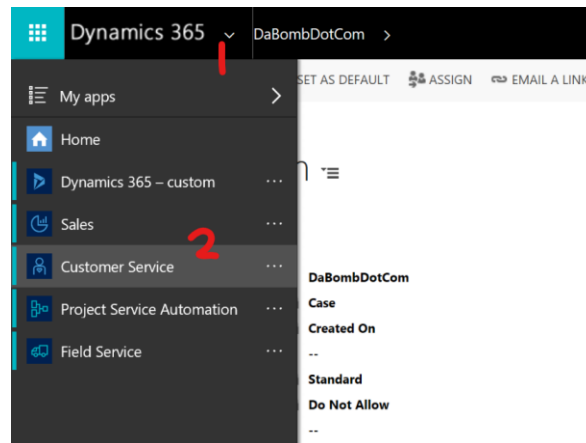 Dynamics 365 DaBombDotCom >
1
SET AS DEFAULT ASSIGN EMAIL A LINK
My apps
Home
Dynamics 365 – custom ...
Sales ...
2
Customer Service ...
Project Service Automation ...
Field Service ...
DaBombDotCom
Case
Created On
--
Standard
Do Not Allow
--